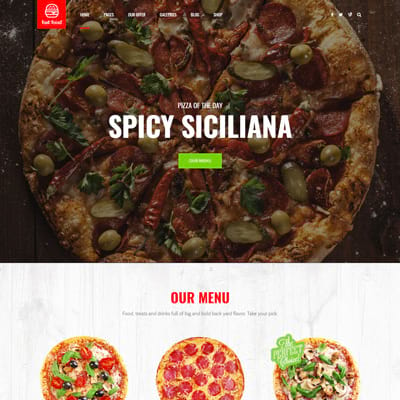 Fast Food
HOME PAGES OUR OFFER GALLERIES BLOG SHOP
PIZZA OF THE DAY
SPICY SICILIANA
OUR MENU
OUR MENU
Food, treats and drinks full of big and bold back yard flavor. Take your pick.
The
PERFECT
Choice!